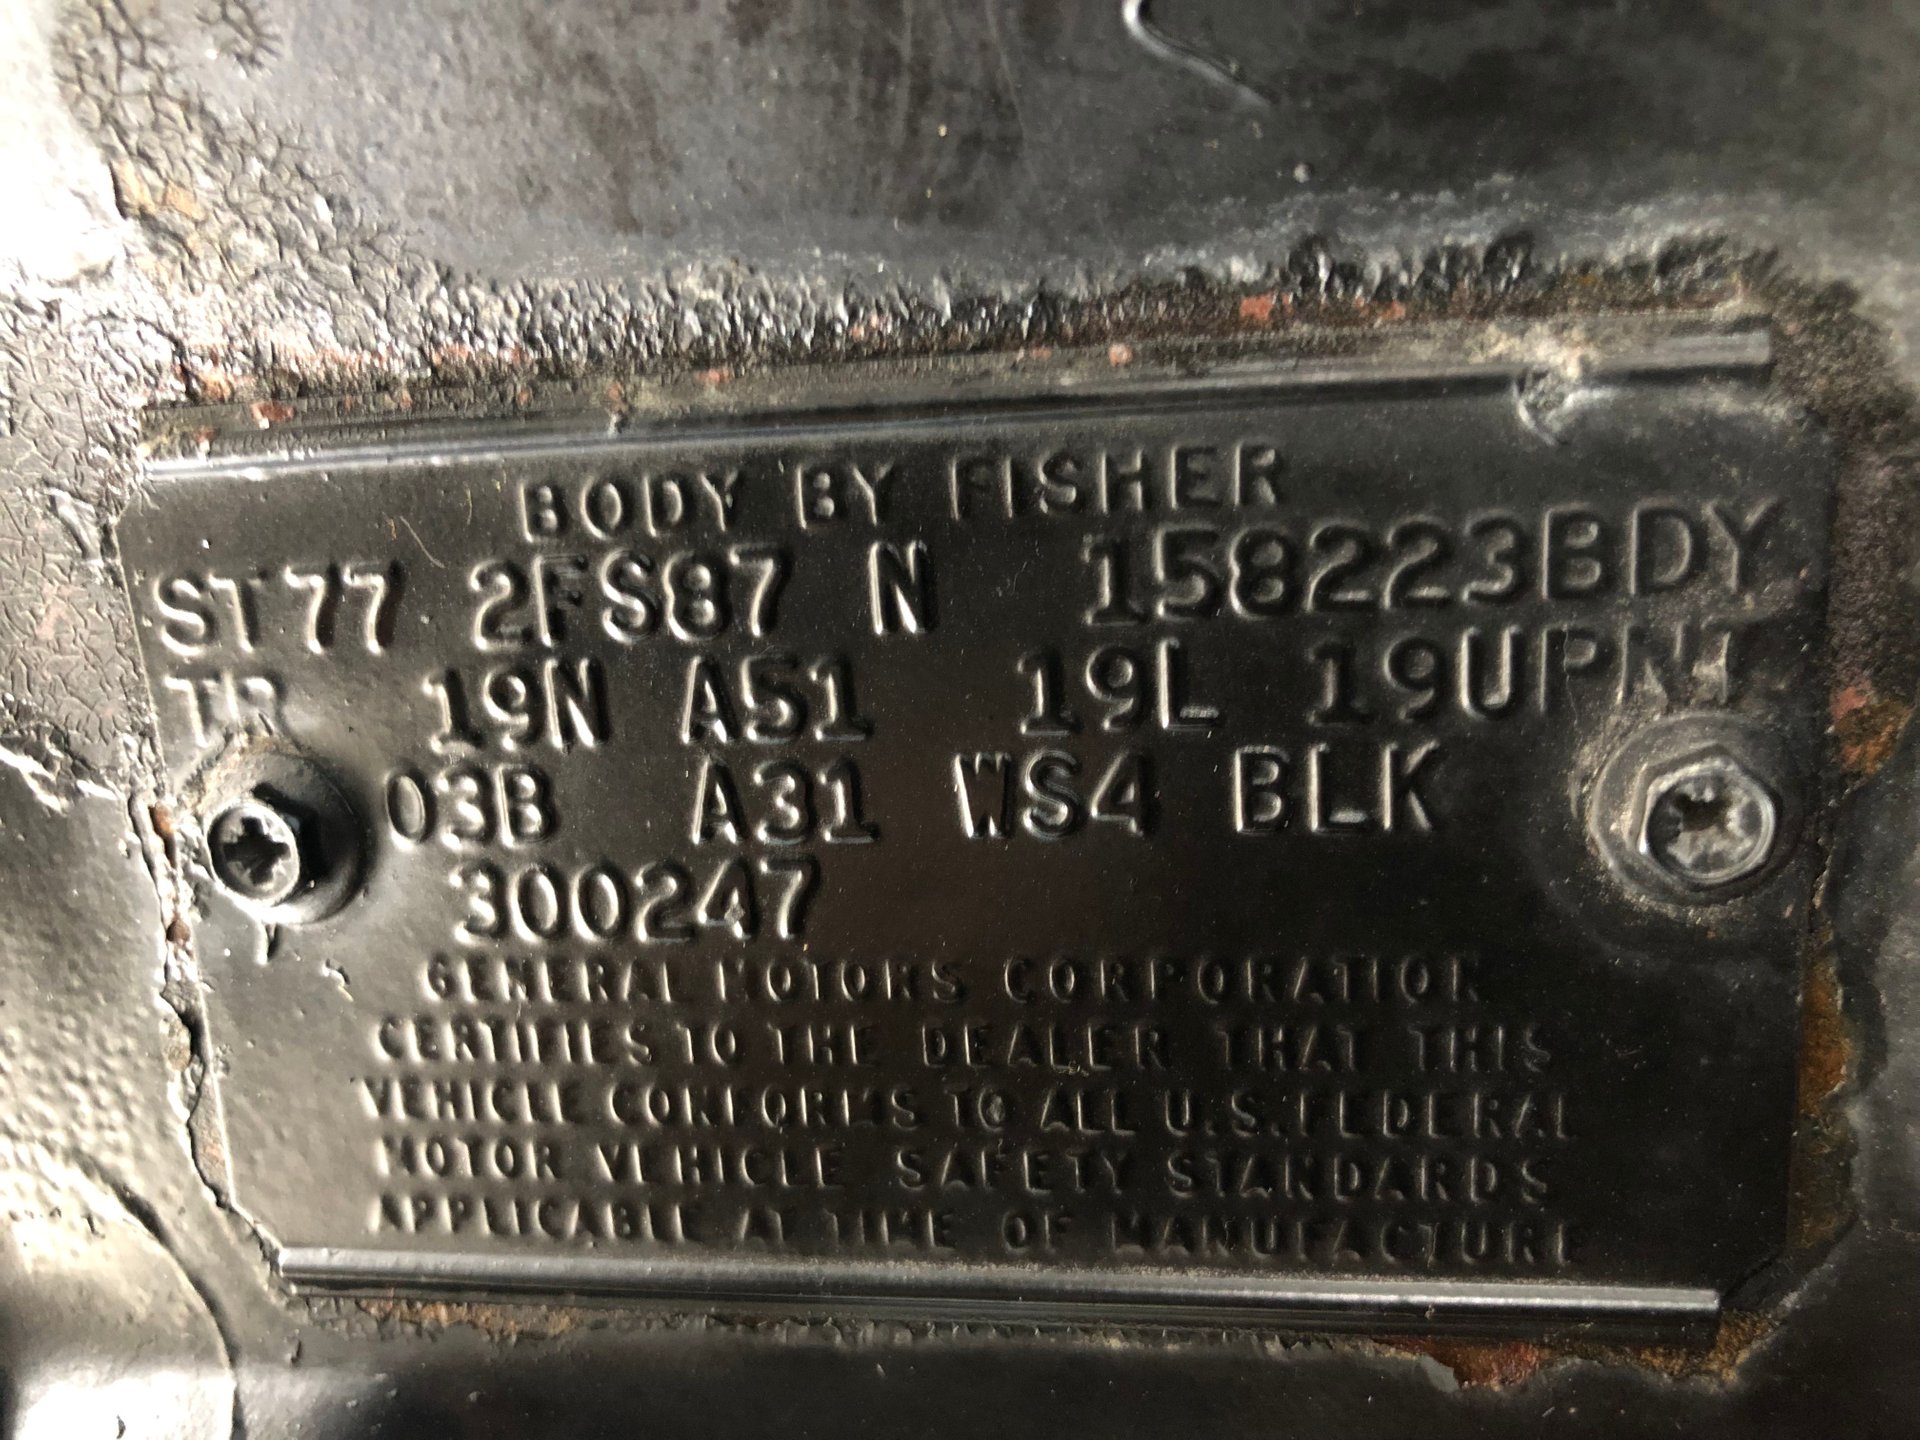 BODY BY FISHER
ST77 2FS87 N 158223BDY
TR 19N A51 19L 19UPNT
03B A31 WS4 BLK
300247
GENERAL MOTORS CORPORATION
CERTIFIES TO THE DEALER THAT THIS
VEHICLE CONFORMS TO ALL U.S. FEDERAL
MOTOR VEHICLE SAFETY STANDARDS
APPLICABLE AT TIME OF MANUFACTURE